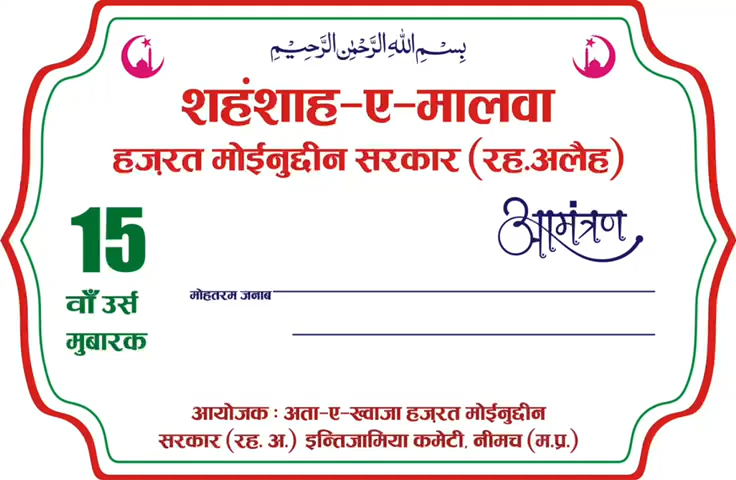 بِسْمِ اللهِ الرَّحْمٰنِ الرَّحِيْمِ
शहंशाह-ए-मालवा
हज़रत मोईनुद्दीन सरकार (रह.अलैह)
आमंत्रण
15
वाँ उर्स
मुबारक
मोहतरम जनाब
आयोजक : अता-ए-ख्वाजा हज़रत मोईनुद्दीन
सरकार (रह. अ.) इन्तिजामिया कमेटी, नीमच (म.प्र.)